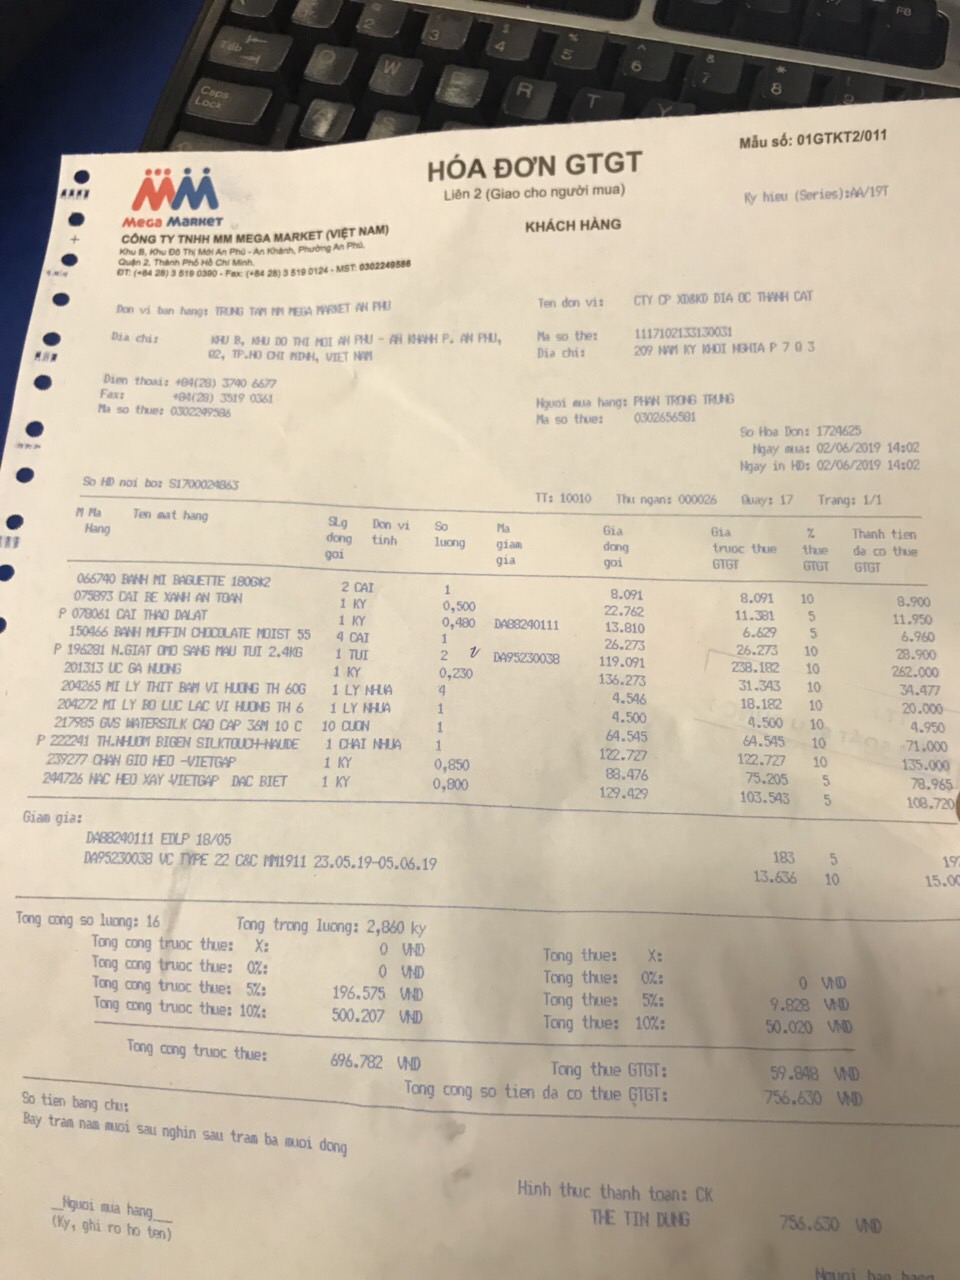 HÓA ĐƠN GTGT
Mẫu số: 01GTKT2/011
Liên 2 (Giao cho người mua)
Ky hieu (Series):AA/19T
MM
MEGA MARKET
KHÁCH HÀNG
CÔNG TY TNHH MM MEGA MARKET (VIỆT NAM)
Khu B, Khu Đô Thị Mới An Phú - An Khánh, Phường An Phú,
Quận 2, Thành Phố Hồ Chí Minh.
ĐT: (+84 28) 3 519 0390 - Fax: (+84 28) 3 519 0124 - MST: 0302249586
Don vi ban hang: TRUNG TAM MM MEGA MARKET AN PHU
Ten don vi: CTY CP XD&KD DIA OC THANH CAT
Dia chi: KHU B, KHU DO THI MOI AN PHU - AN KHANH P. AN PHU,
Q2, TP.HO CHI MINH, VIET NAM
Ma so the: 1117102133130031
Dia chi: 209 NAM KY KHOI NGHIA P 7 Q 3
Dien thoai: +84(28) 3740 6677
Fax: +84(28) 3519 0361
Ma so thue: 0302249586
Nguoi mua hang: PHAN TRONG TRUNG
Ma so thue: 0302656581
So Hoa Don: 1724625
Ngay mua: 02/06/2019 14:02
Ngay in HD: 02/06/2019 14:02
So HD noi bo: S1700024863
TT: 10010 Thu ngan: 000026 Quay: 17 Trang: 1/1
M Ma Hang Ten mat hang SLg dong goi Don vi tinh So luong Ma giam gia Gia dong goi Gia truoc thue GTGT % thue GTGT Thanh tien da co thue GTGT
066740 BANH MI BAGUETTE 180G*2 2 CAI 1 8.091 8.091 10 8.900
075893 CAI BE XANH AN TOAN 1 KY 0,500 22.762 11.381 5 11.950
P 078061 CAI THAO DALAT 1 KY 0,480 DA88240111 13.810 6.629 5 6.960
150466 BANH MUFFIN CHOCOLATE MOIST 55 4 CAI 1 26.273 26.273 10 28.900
P 196281 N.GIAT OMO SANG MAU TUI 2.4KG 1 TUI 2 DA95230038 119.091 238.182 10 262.000
201313 UC GA NUONG 1 KY 0,230 136.273 31.343 10 34.477
204265 MI LY THIT BAM VI HUONG TH 60G 1 LY NHUA 4 4.546 18.182 10 20.000
204272 MI LY BO LUC LAC VI HUONG TH 6 1 LY NHUA 1 4.500 4.500 10 4.950
217985 GVS WATERSILK CAO CAP 36M 10 C 10 CUON 1 64.545 64.545 10 71.000
P 222241 TH.NHUOM BIGEN SILKTOUCH-NAUDE 1 CHAI NHUA 1 122.727 122.727 10 135.000
239277 CHAN GIO HEO -VIETGAP 1 KY 0,850 88.476 75.205 5 78.965
244726 NAC HEO XAY -VIETGAP DAC BIET 1 KY 0,800 129.429 103.543 5 108.720
Giam gia:
DA88240111 EDLP 18/05 183 5
DA95230038 VC TYPE 22 C&C MM1911 23.05.19-05.06.19 13.636 10 15.00
Tong cong so luong: 16 Tong trong luong: 2,860 ky
Tong cong truoc thue: X: 0 VND Tong thue: X:
Tong cong truoc thue: 0%: 0 VND Tong thue: 0%: 0 VND
Tong cong truoc thue: 5%: 196.575 VND Tong thue: 5%: 9.828 VND
Tong cong truoc thue: 10%: 500.207 VND Tong thue: 10%: 50.020 VND
Tong cong truoc thue: 696.782 VND Tong thue GTGT: 59.848 VND
Tong cong so tien da co thue GTGT: 756.630 VND
So tien bang chu:
Bay tram nam muoi sau nghin sau tram ba muoi dong
Hinh thuc thanh toan: CK
THE TIN DUNG 756.630 VND
__Nguoi mua hang__
(Ky, ghi ro ho ten)
Nguoi ban hang
Tab
Caps Lock
Q W E R T Y